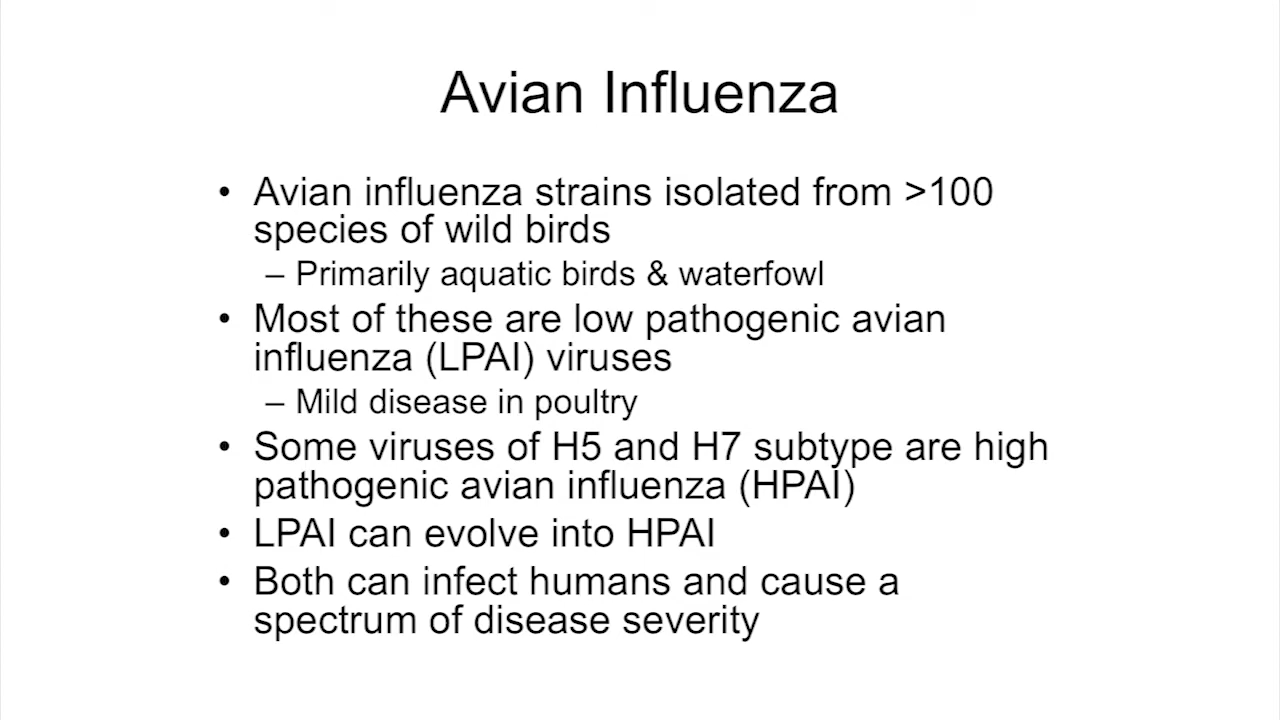 Avian Influenza
• Avian influenza strains isolated from >100
species of wild birds
– Primarily aquatic birds & waterfowl
• Most of these are low pathogenic avian
influenza (LPAI) viruses
– Mild disease in poultry
• Some viruses of H5 and H7 subtype are high
pathogenic avian influenza (HPAI)
• LPAI can evolve into HPAI
• Both can infect humans and cause a
spectrum of disease severity